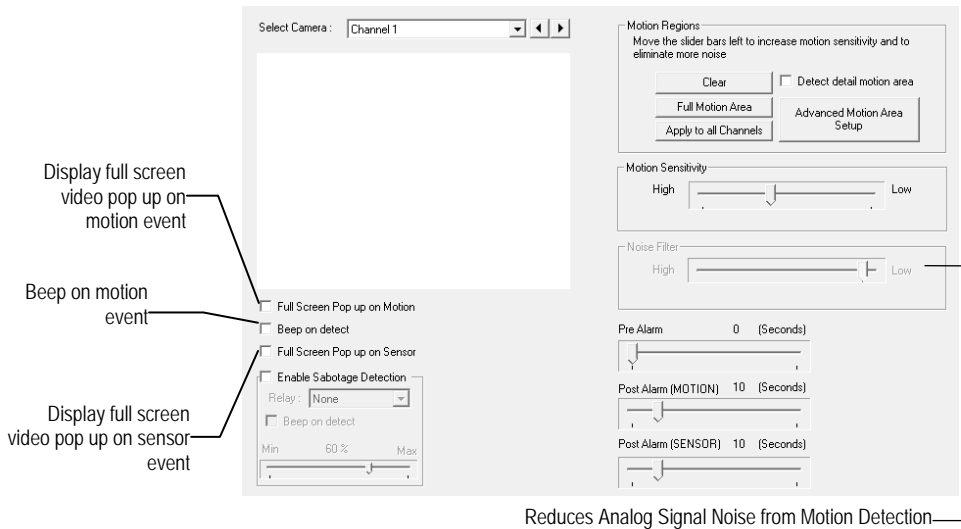 Select Camera : Channel 1
Display full screen
video pop up on
motion event
Beep on motion
event
Display full screen
video pop up on sensor
event
Full Screen Pop up on Motion
Beep on detect
Full Screen Pop up on Sensor
Enable Sabotage Detection
Relay : None
Beep on detect
Min 60 % Max
Motion Regions
Move the slider bars left to increase motion sensitivity and to
eliminate more noise
Clear
Detect detail motion area
Full Motion Area
Advanced Motion Area
Setup
Apply to all Channels
Motion Sensitivity
High Low
Noise Filter
High Low
Pre Alarm 0 (Seconds)
Post Alarm (MOTION) 10 (Seconds)
Post Alarm (SENSOR) 10 (Seconds)
Reduces Analog Signal Noise from Motion Detection